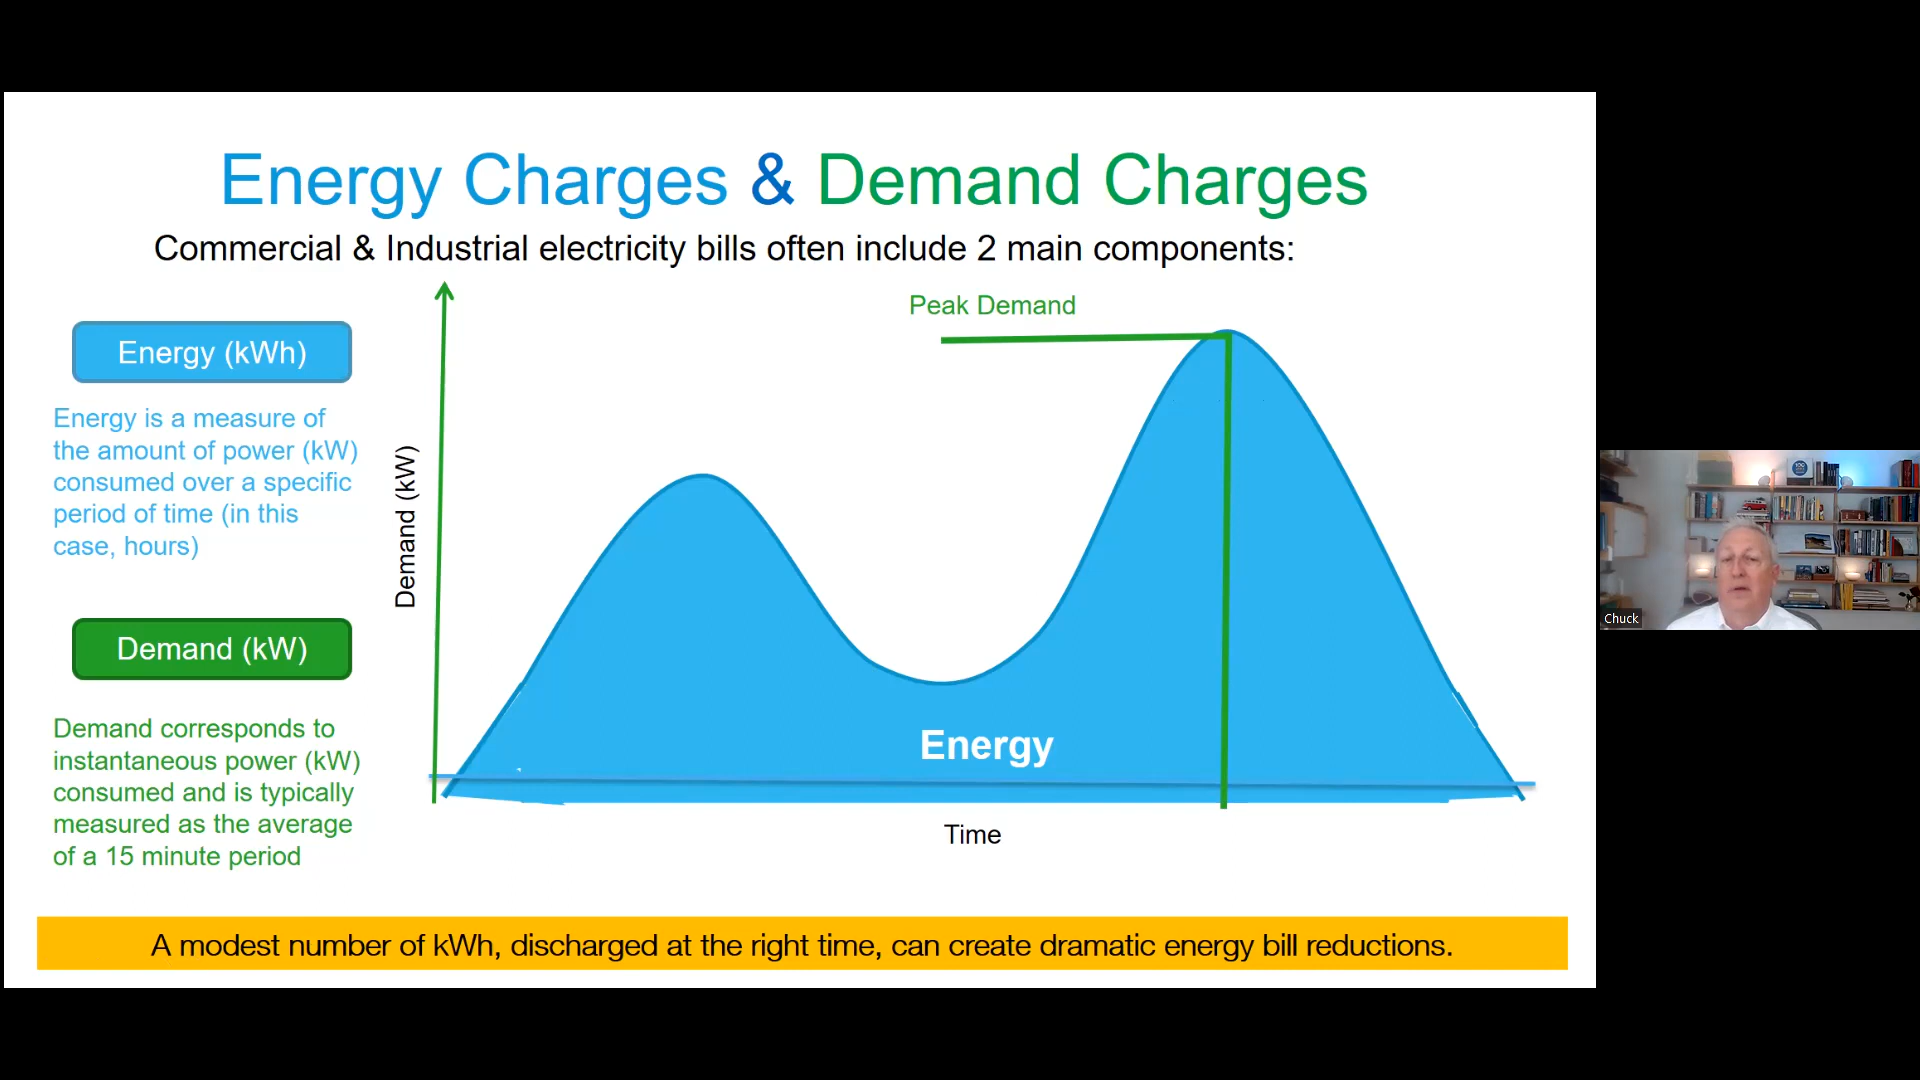 Energy Charges & Demand Charges
Commercial & Industrial electricity bills often include 2 main components:
Energy (kWh)
Energy is a measure of
the amount of power (kW)
consumed over a specific
period of time (in this
case, hours)
Demand (kW)
Demand corresponds to
instantaneous power (kW)
consumed and is typically
measured as the average
of a 15 minute period
Demand (kW)
Peak Demand
Energy
Time
A modest number of kWh, discharged at the right time, can create dramatic energy bill reductions.
Chuck